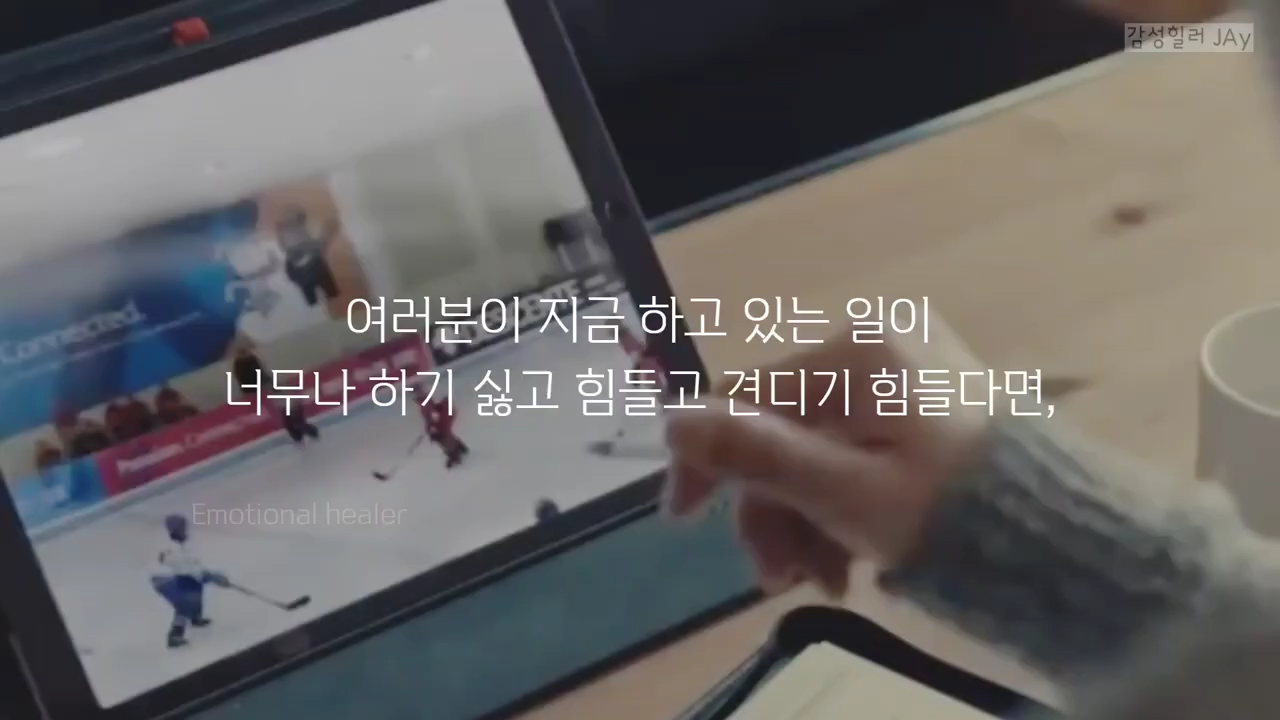 감성힐러 JAy
Connected.
여러분이 지금 하고 있는 일이
너무나 하기 싫고 힘들고 견디기 힘들다면,
Emotional healer